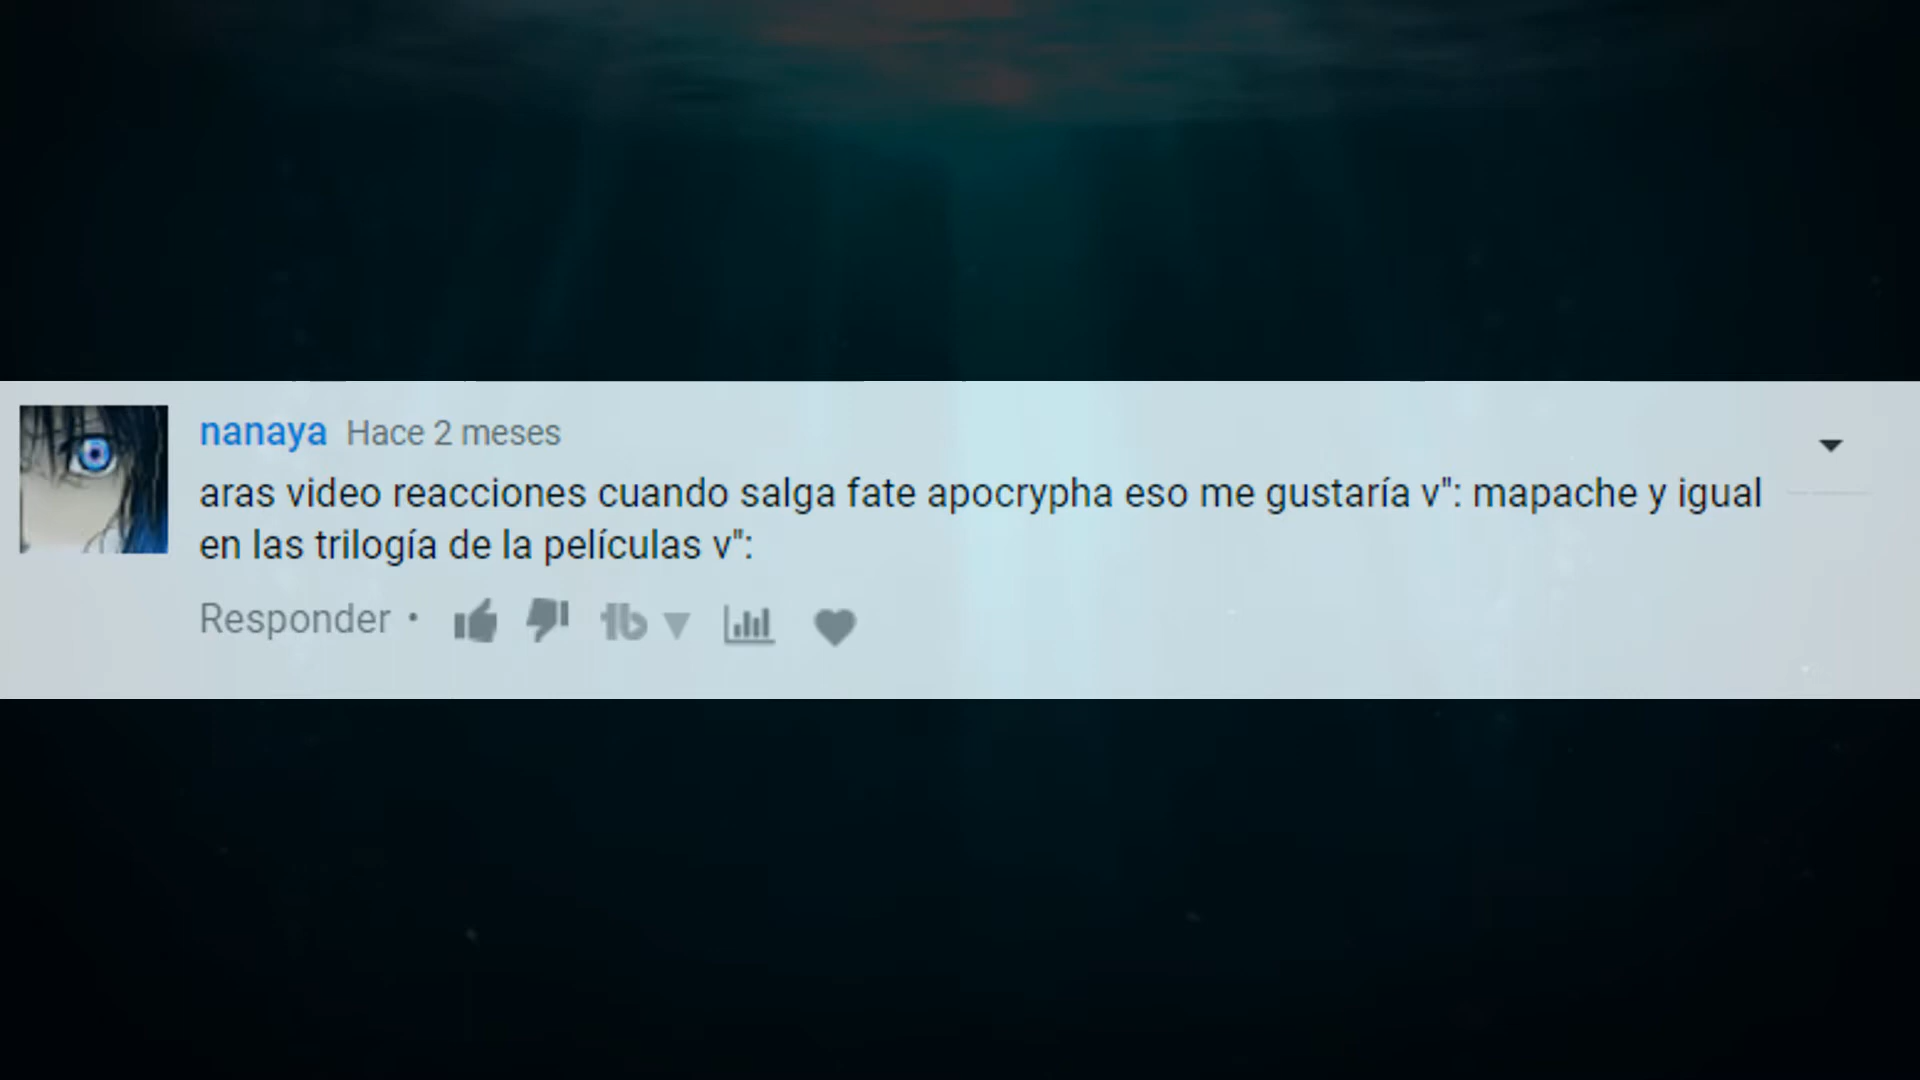 nanaya Hace 2 meses
aras video reacciones cuando salga fate apocrypha eso me gustaría v": mapache y igual
en las trilogía de la películas v":
Responder •